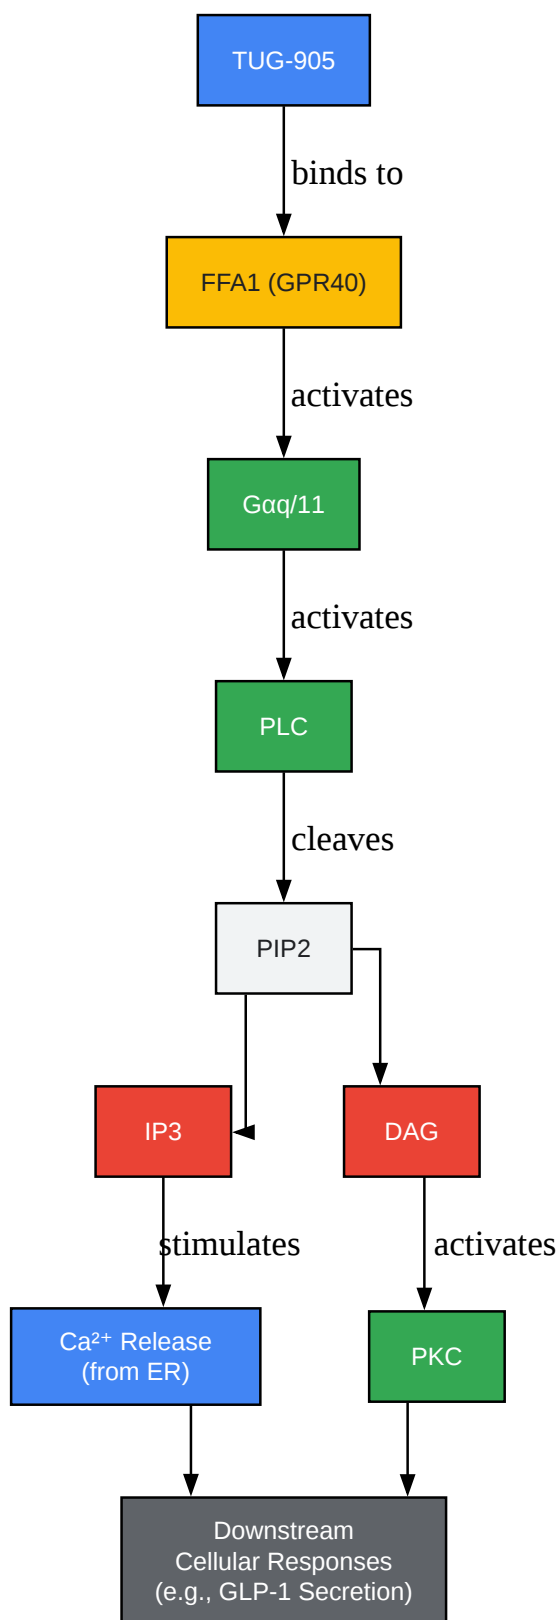 TUG-905
binds to
FFA1 (GPR40)
activates
Gαq/11
activates
PLC
cleaves
PIP2
IP3
DAG
stimulates
activates
Ca²⁺ Release
(from ER)
PKC
Downstream
Cellular Responses
(e.g., GLP-1 Secretion)